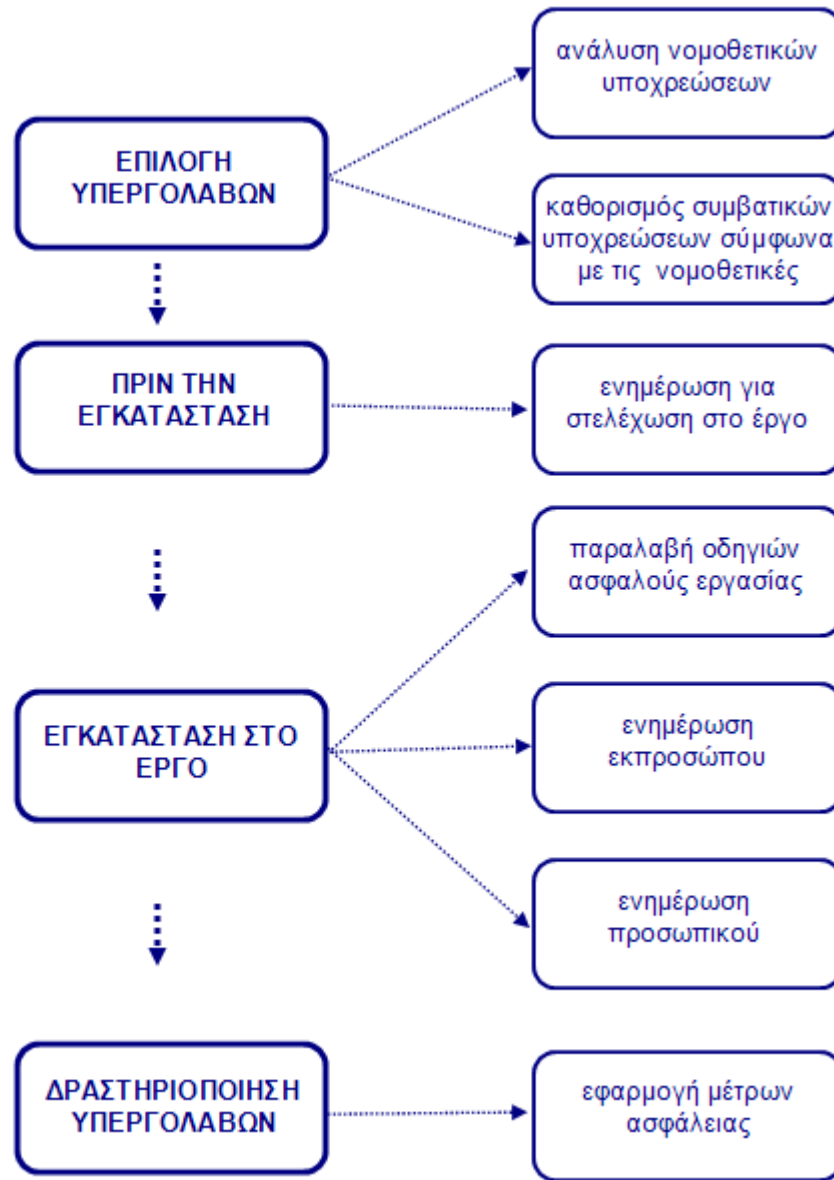 ανάλυση νομοθετικών
υποχρεώσεων
ΕΠΙΛΟΓΗ
ΥΠΕΡΓΟΛΑΒΩΝ
καθορισμός συμβατικών
υποχρεώσεων σύμφωνα
με τις νομοθετικές
ΠΡΙΝ ΤΗΝ
ΕΓΚΑΤΑΣΤΑΣΗ
ενημέρωση για
στελέχωση στο έργο
παραλαβή οδηγιών
ασφαλούς εργασίας
ΕΓΚΑΤΑΣΤΑΣΗ ΣΤΟ
ΕΡΓΟ
ενημέρωση
εκπροσώπου
ενημέρωση
προσωπικού
ΔΡΑΣΤΗΡΙΟΠΟΙΗΣΗ
ΥΠΕΡΓΟΛΑΒΩΝ
εφαρμογή μέτρων
ασφάλειας